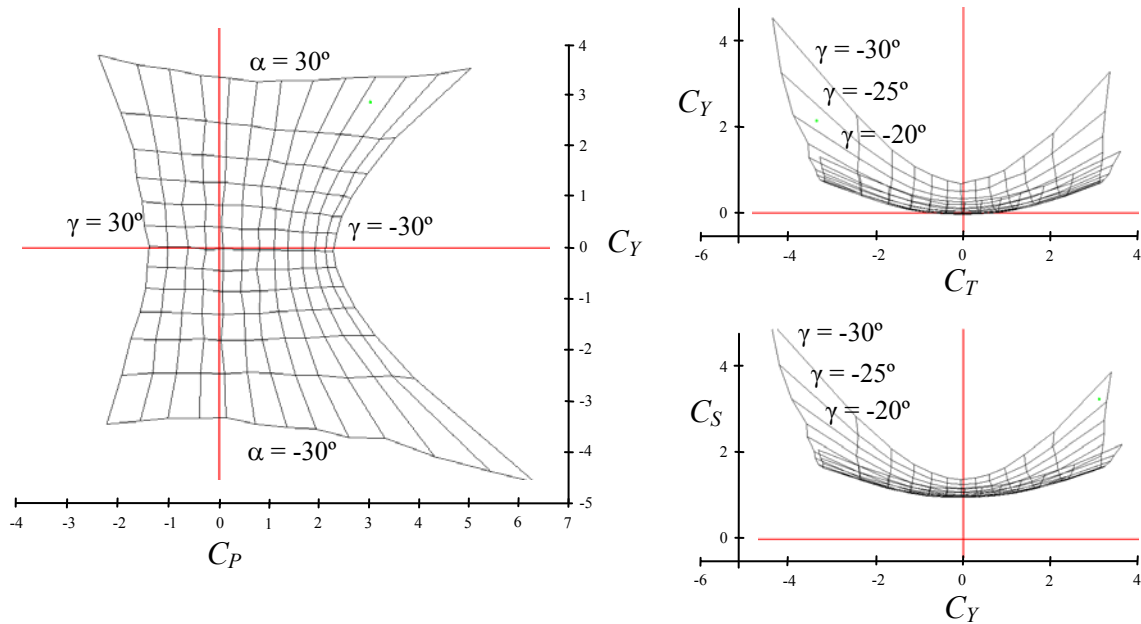 α = 30º
γ = 30º
γ = -30º
α = -30º
4
3
2
1
0
-1
-2
-3
-4
-5
C_Y
-4 -3 -2 -1 0 1 2 3 4 5 6 7
C_P
γ = -30º
γ = -25º
γ = -20º
C_Y
4
2
0
-6 -4 -2 0 2 4
C_T
γ = -30º
γ = -25º
γ = -20º
C_S
4
2
0
-6 -4 -2 0 2 4
C_Y